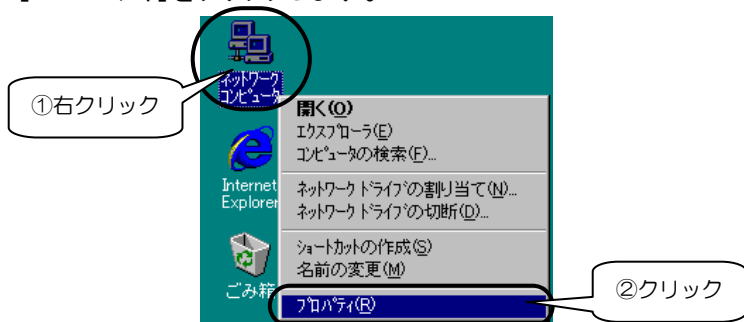 ①右クリック
ネットワーク
コンピュータ
開く(O)
エクスプローラ(E)
コンピュータの検索(F)...
ネットワーク ドライブの割り当て(N)...
ネットワーク ドライブの切断(D)...
ショートカットの作成(S)
名前の変更(M)
プロパティ(R)
Internet
Explorer
ごみ箱
②クリック